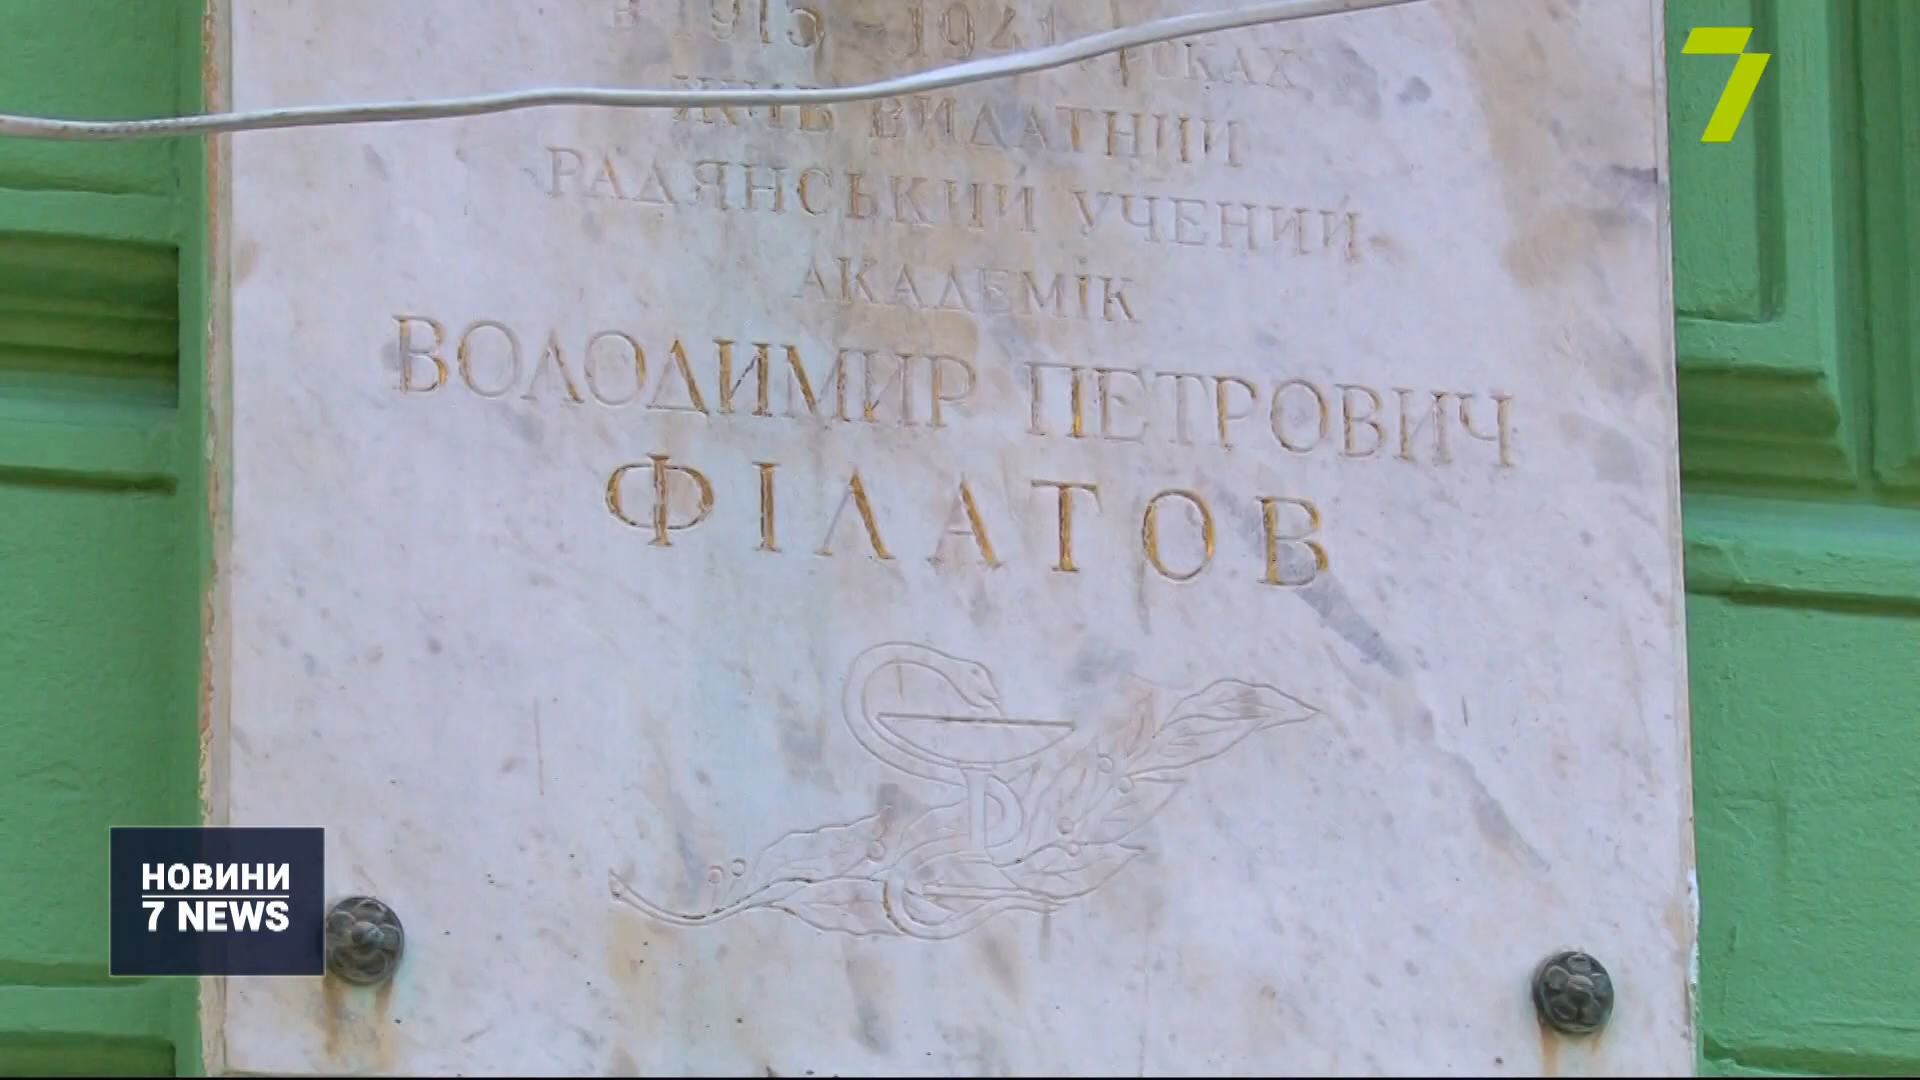 В 1915 - 1941 РОКАХ
ЖИВ ВИДАТНИЙ
РАДЯНСЬКИЙ УЧЕНИЙ
АКАДЕМІК
ВОЛОДИМИР ПЕТРОВИЧ
ФІЛАТОВ
7
НОВИНИ
7 NEWS